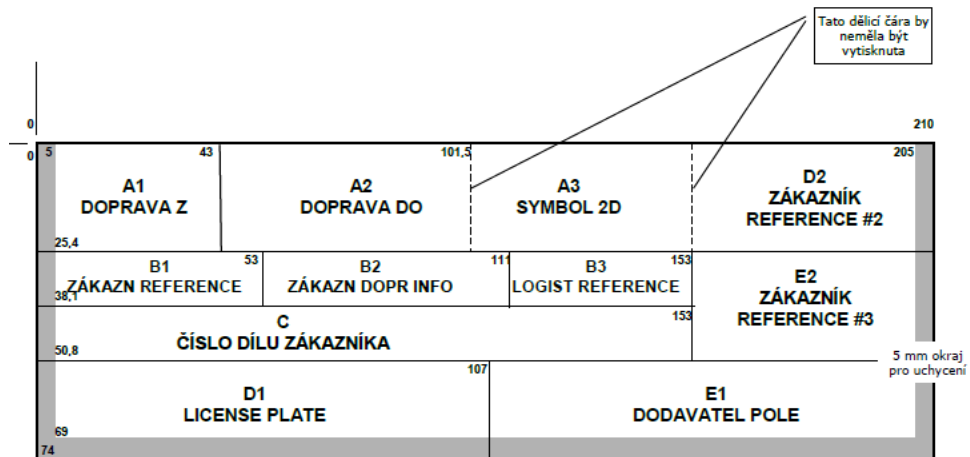 Tato dělicí čára by
neměla být
vytisknuta
0
210
0
5
43
101,5
205
A1
DOPRAVA Z
A2
DOPRAVA DO
A3
SYMBOL 2D
D2
ZÁKAZNÍK
REFERENCE #2
25,4
B1
53
ZÁKAZN REFERENCE
B2
111
ZÁKAZN DOPR INFO
B3
153
LOGIST REFERENCE
E2
ZÁKAZNÍK
REFERENCE #3
38,1
C
153
ČÍSLO DÍLU ZÁKAZNÍKA
50,8
5 mm okraj
pro uchycení
107
D1
LICENSE PLATE
E1
DODAVATEL POLE
69
74